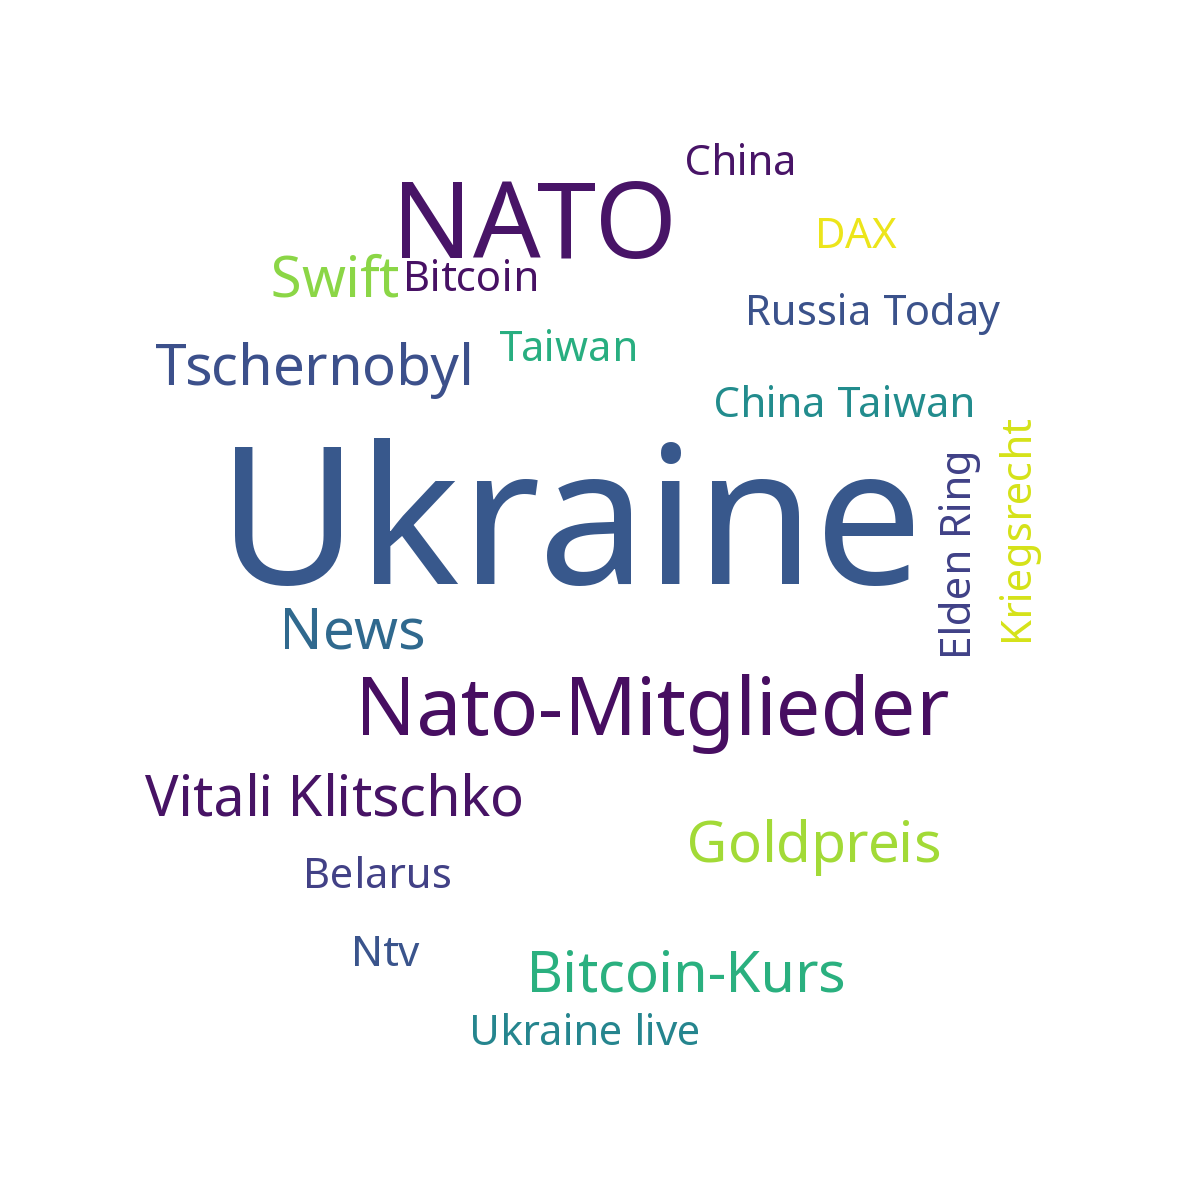 China
NATO
DAX
Swift
Bitcoin
Russia Today
Taiwan
Tschernobyl
China Taiwan
Ukraine
Elden Ring
Kriegsrecht
News
Nato-Mitglieder
Vitali Klitschko
Goldpreis
Belarus
Ntv
Bitcoin-Kurs
Ukraine live